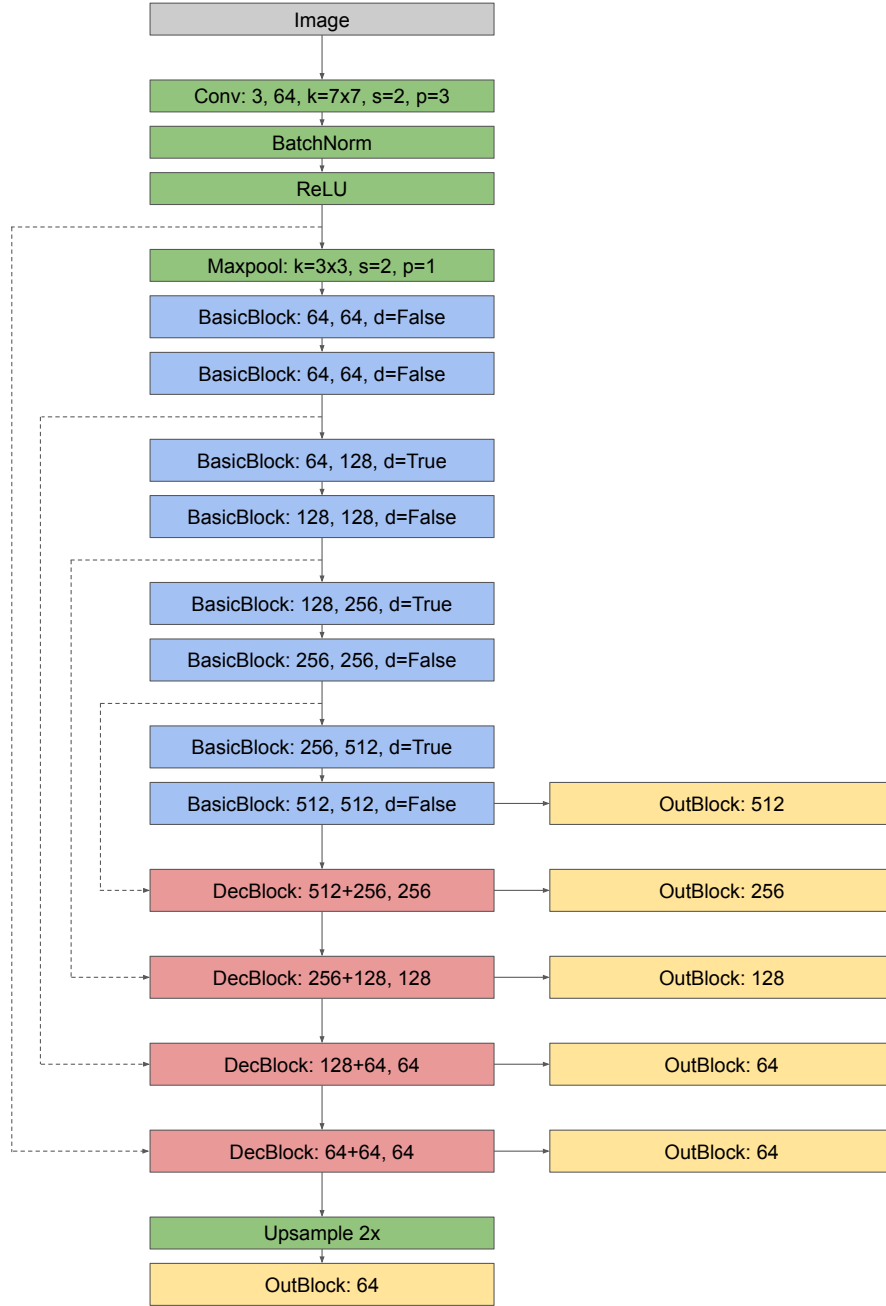 Image
Conv: 3, 64, k=7x7, s=2, p=3
BatchNorm
ReLU
Maxpool: k=3x3, s=2, p=1
BasicBlock: 64, 64, d=False
BasicBlock: 64, 64, d=False
BasicBlock: 64, 128, d=True
BasicBlock: 128, 128, d=False
BasicBlock: 128, 256, d=True
BasicBlock: 256, 256, d=False
BasicBlock: 256, 512, d=True
BasicBlock: 512, 512, d=False
OutBlock: 512
DecBlock: 512+256, 256
OutBlock: 256
DecBlock: 256+128, 128
OutBlock: 128
DecBlock: 128+64, 64
OutBlock: 64
DecBlock: 64+64, 64
OutBlock: 64
Upsample 2x
OutBlock: 64